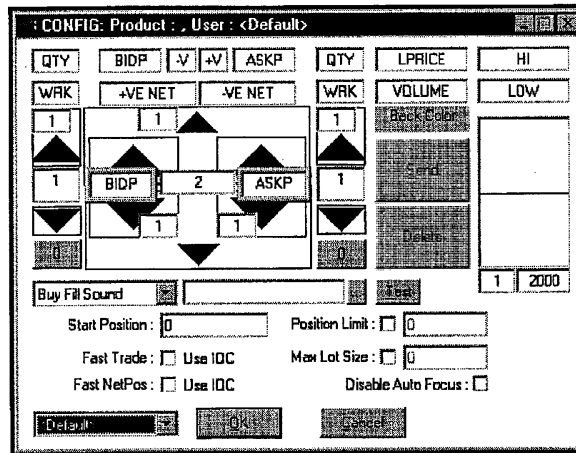 CONFIG: Product : , User : <Default>
QTY BIDP -V +V ASKP QTY LPRICE HI
WRK +VE NET -VE NET WRK VOLUME LOW
1 1 1 Back Color
1 BIDP 2 ASKP 1 Send
1 1 Delete
0 0
1 2000
Buy Fill Sound Test
Start Position : 0 Position Limit : 0
Fast Trade : Use IOC Max Lot Size : 0
Fast NetPos : Use IOC Disable Auto Focus :
<Default> Ok Cancel